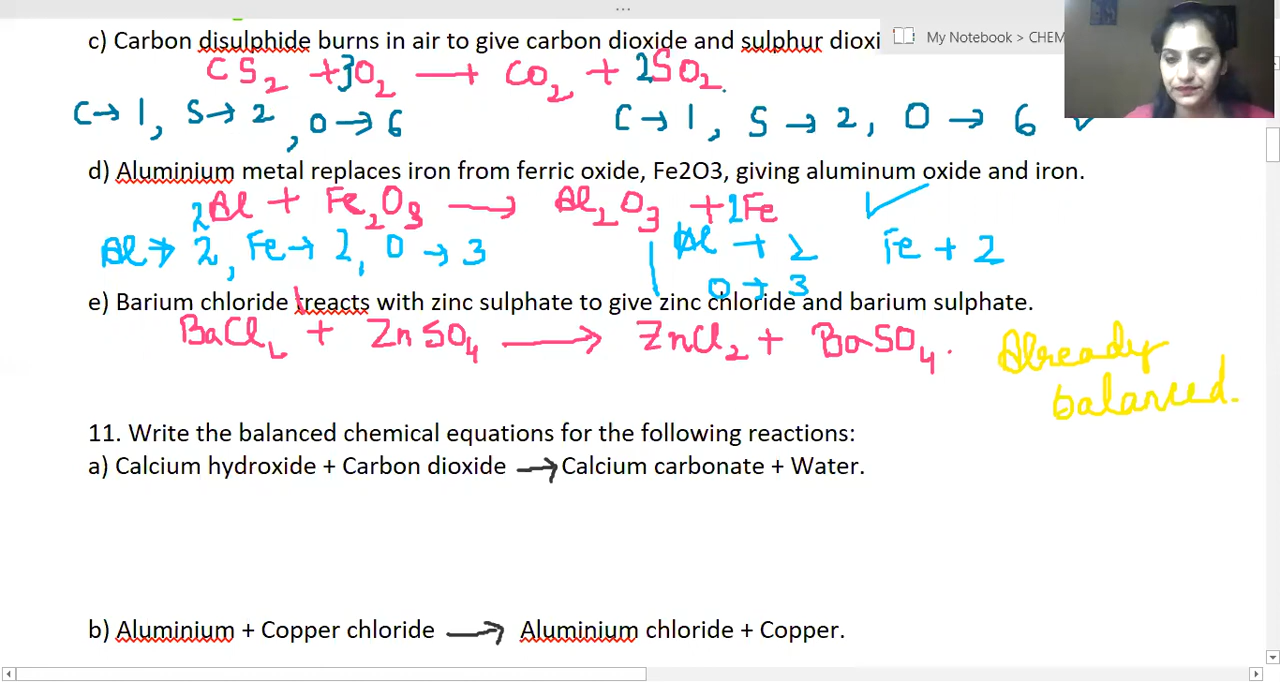 c) Carbon disulphide burns in air to give carbon dioxide and sulphur dioxi
My Notebook > CHEM
CS2 + 3O2 → CO2 + 2SO2.
C → 1, S → 2, O → 6 C → 1, S → 2, O → 6 ✓
d) Aluminium metal replaces iron from ferric oxide, Fe2O3, giving aluminum oxide and iron.
2Al + Fe2O3 → Al2O3 + 2Fe ✓
Al → 2, Fe → 2, O → 3 Al → 2 Fe → 2
O → 3
e) Barium chloride treacts with zinc sulphate to give zinc chloride and barium sulphate.
BaCl2 + ZnSO4 → ZnCl2 + BaSO4.
Already
balanced.
11. Write the balanced chemical equations for the following reactions:
a) Calcium hydroxide + Carbon dioxide → Calcium carbonate + Water.
b) Aluminium + Copper chloride → Aluminium chloride + Copper.